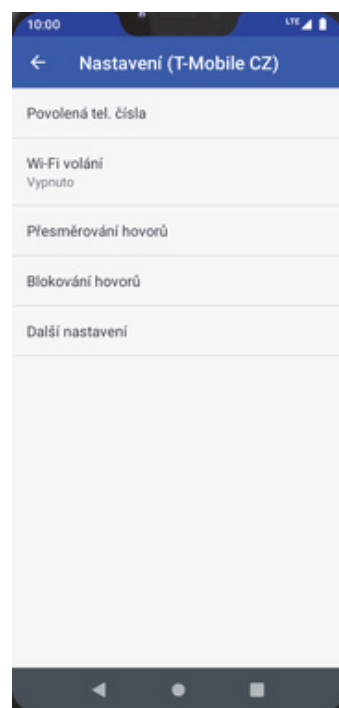 10:00 LTE
Nastavení (T-Mobile CZ)
Povolená tel. čísla
Wi-Fi volání
Vypnuto
Přesměrování hovorů
Blokování hovorů
Další nastavení